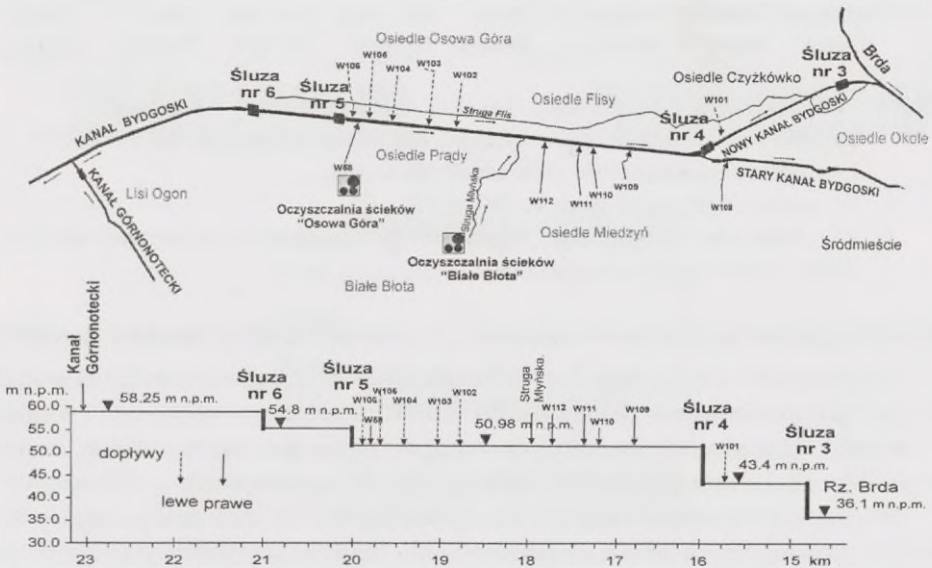 Osiedle Osowa Góra
W106
W106
W104
W103
W102
Śluza
nr 6
Śluza
nr 5
Osiedle Czyżkówko
Śluza
nr 3
Brda
Struga Flis
Osiedle Flisy
W101
Śluza
nr 4
NOWY KANAŁ BYDGOSKI
Osiedle Okole
KANAŁ BYDGOSKI
Osiedle Prądy
W58
STARY KANAŁ BYDGOSKI
Lisi Ogon
KANAŁ GÓRNONOTECKI
Oczyszczalnia ścieków
"Osowa Góra"
Struga Młyńska
W112
W111
W110
W109
W108
Osiedle Miedzyń
Śródmieście
Oczyszczalnia ścieków
"Białe Błota"
Białe Błota
Kanał
Górnonotecki
m n.p.m.
58.25 m n.p.m.
Śluza
nr 6
54.8 m n.p.m.
Śluza
nr 5
W106
W58
W106
W104
W103
W102
50.98 m n.p.m.
Struga
Młyńska.
W112
W111
W110
W109
Śluza
nr 4
W101
43.4 m n.p.m.
Śluza
nr 3
Rz. Brda
36,1 m n.p.m.
dopływy
lewe prawe
60.0
55.0
50.0
45.0
40.0
35.0
30.0
23 22 21 20 19 18 17 16 15 km